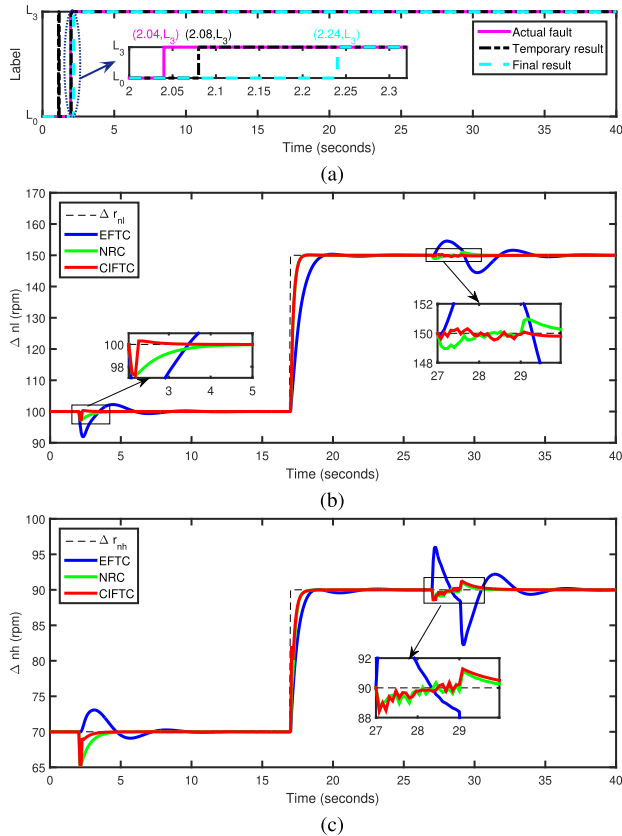 L3
Label
L0
(2.04,L3) (2.08,L3) (2.24,L3)
L3
L0
2 2.05 2.1 2.15 2.2 2.25 2.3
Actual fault
Temporary result
Final result
0 5 10 15 20 25 30 35 40
Time (seconds)
(a)
170
160
150
140
130
120
110
100
90
Δ nl (rpm)
Δ rnl
EFTC
NRC
CIFTC
100
98
3 4 5
152
150
148
27 28 29
0 5 10 15 20 25 30 35 40
Time (seconds)
(b)
100
95
90
85
80
75
70
65
Δ nh (rpm)
Δ rnh
EFTC
NRC
CIFTC
92
90
88
27 28 29
0 5 10 15 20 25 30 35 40
Time (seconds)
(c)